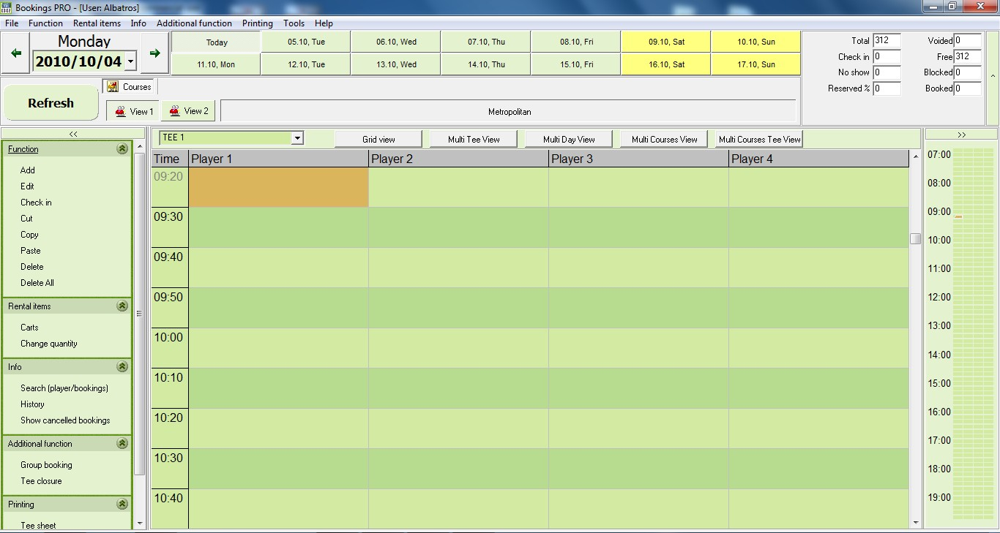 Bookings PRO - [User: Albatros]
File Function Rental items Info Additional function Printing Tools Help
Monday
2010/10/04
Today 05.10, Tue 06.10, Wed 07.10, Thu 08.10, Fri 09.10, Sat 10.10, Sun
11.10, Mon 12.10, Tue 13.10, Wed 14.10, Thu 15.10, Fri 16.10, Sat 17.10, Sun
Total 312 Voided 0
Check in 0 Free 312
No show 0 Blocked 0
Reserved % 0 Booked 0
Refresh
Courses
View 1 View 2
Metropolitan
<<
Function
Add
Edit
Check in
Cut
Copy
Paste
Delete
Delete All
Rental items
Carts
Change quantity
Info
Search (player/bookings)
History
Show cancelled bookings
Additional function
Group booking
Tee closure
Printing
Tee sheet
TEE 1 Grid view Multi Tee View Multi Day View Multi Courses View Multi Courses Tee View
Time Player 1 Player 2 Player 3 Player 4
09:20
09:30
09:40
09:50
10:00
10:10
10:20
10:30
10:40
>>
07:00
08:00
09:00
10:00
11:00
12:00
13:00
14:00
15:00
16:00
17:00
18:00
19:00